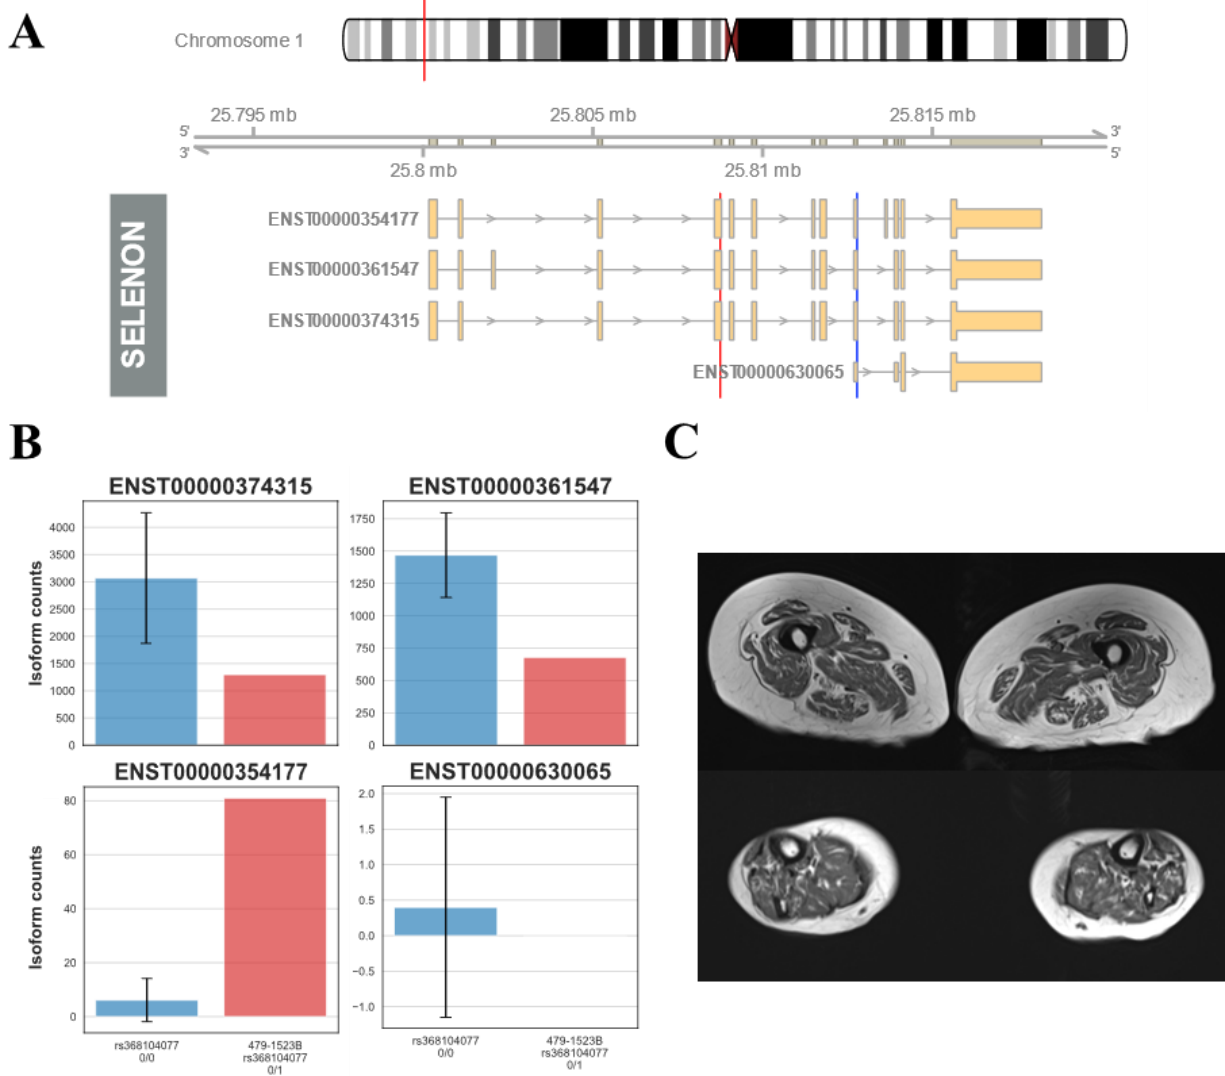 A
Chromosome 1
25.795 mb
25.805 mb
25.815 mb
5'
3'
3'
5'
25.8 mb
25.81 mb
SELENON
ENST00000354177
ENST00000361547
ENST00000374315
ENST00000630065
B
C
ENST00000374315
ENST00000361547
Isoform counts
4000
3500
3000
2500
2000
1500
1000
500
0
1750
1500
1250
1000
750
500
250
0
ENST00000354177
ENST00000630065
Isoform counts
80
60
40
20
0
2.0
1.5
1.0
0.5
0.0
−0.5
−1.0
rs368104077
0/0
479-1523B
rs368104077
0/1
rs368104077
0/0
479-1523B
rs368104077
0/1